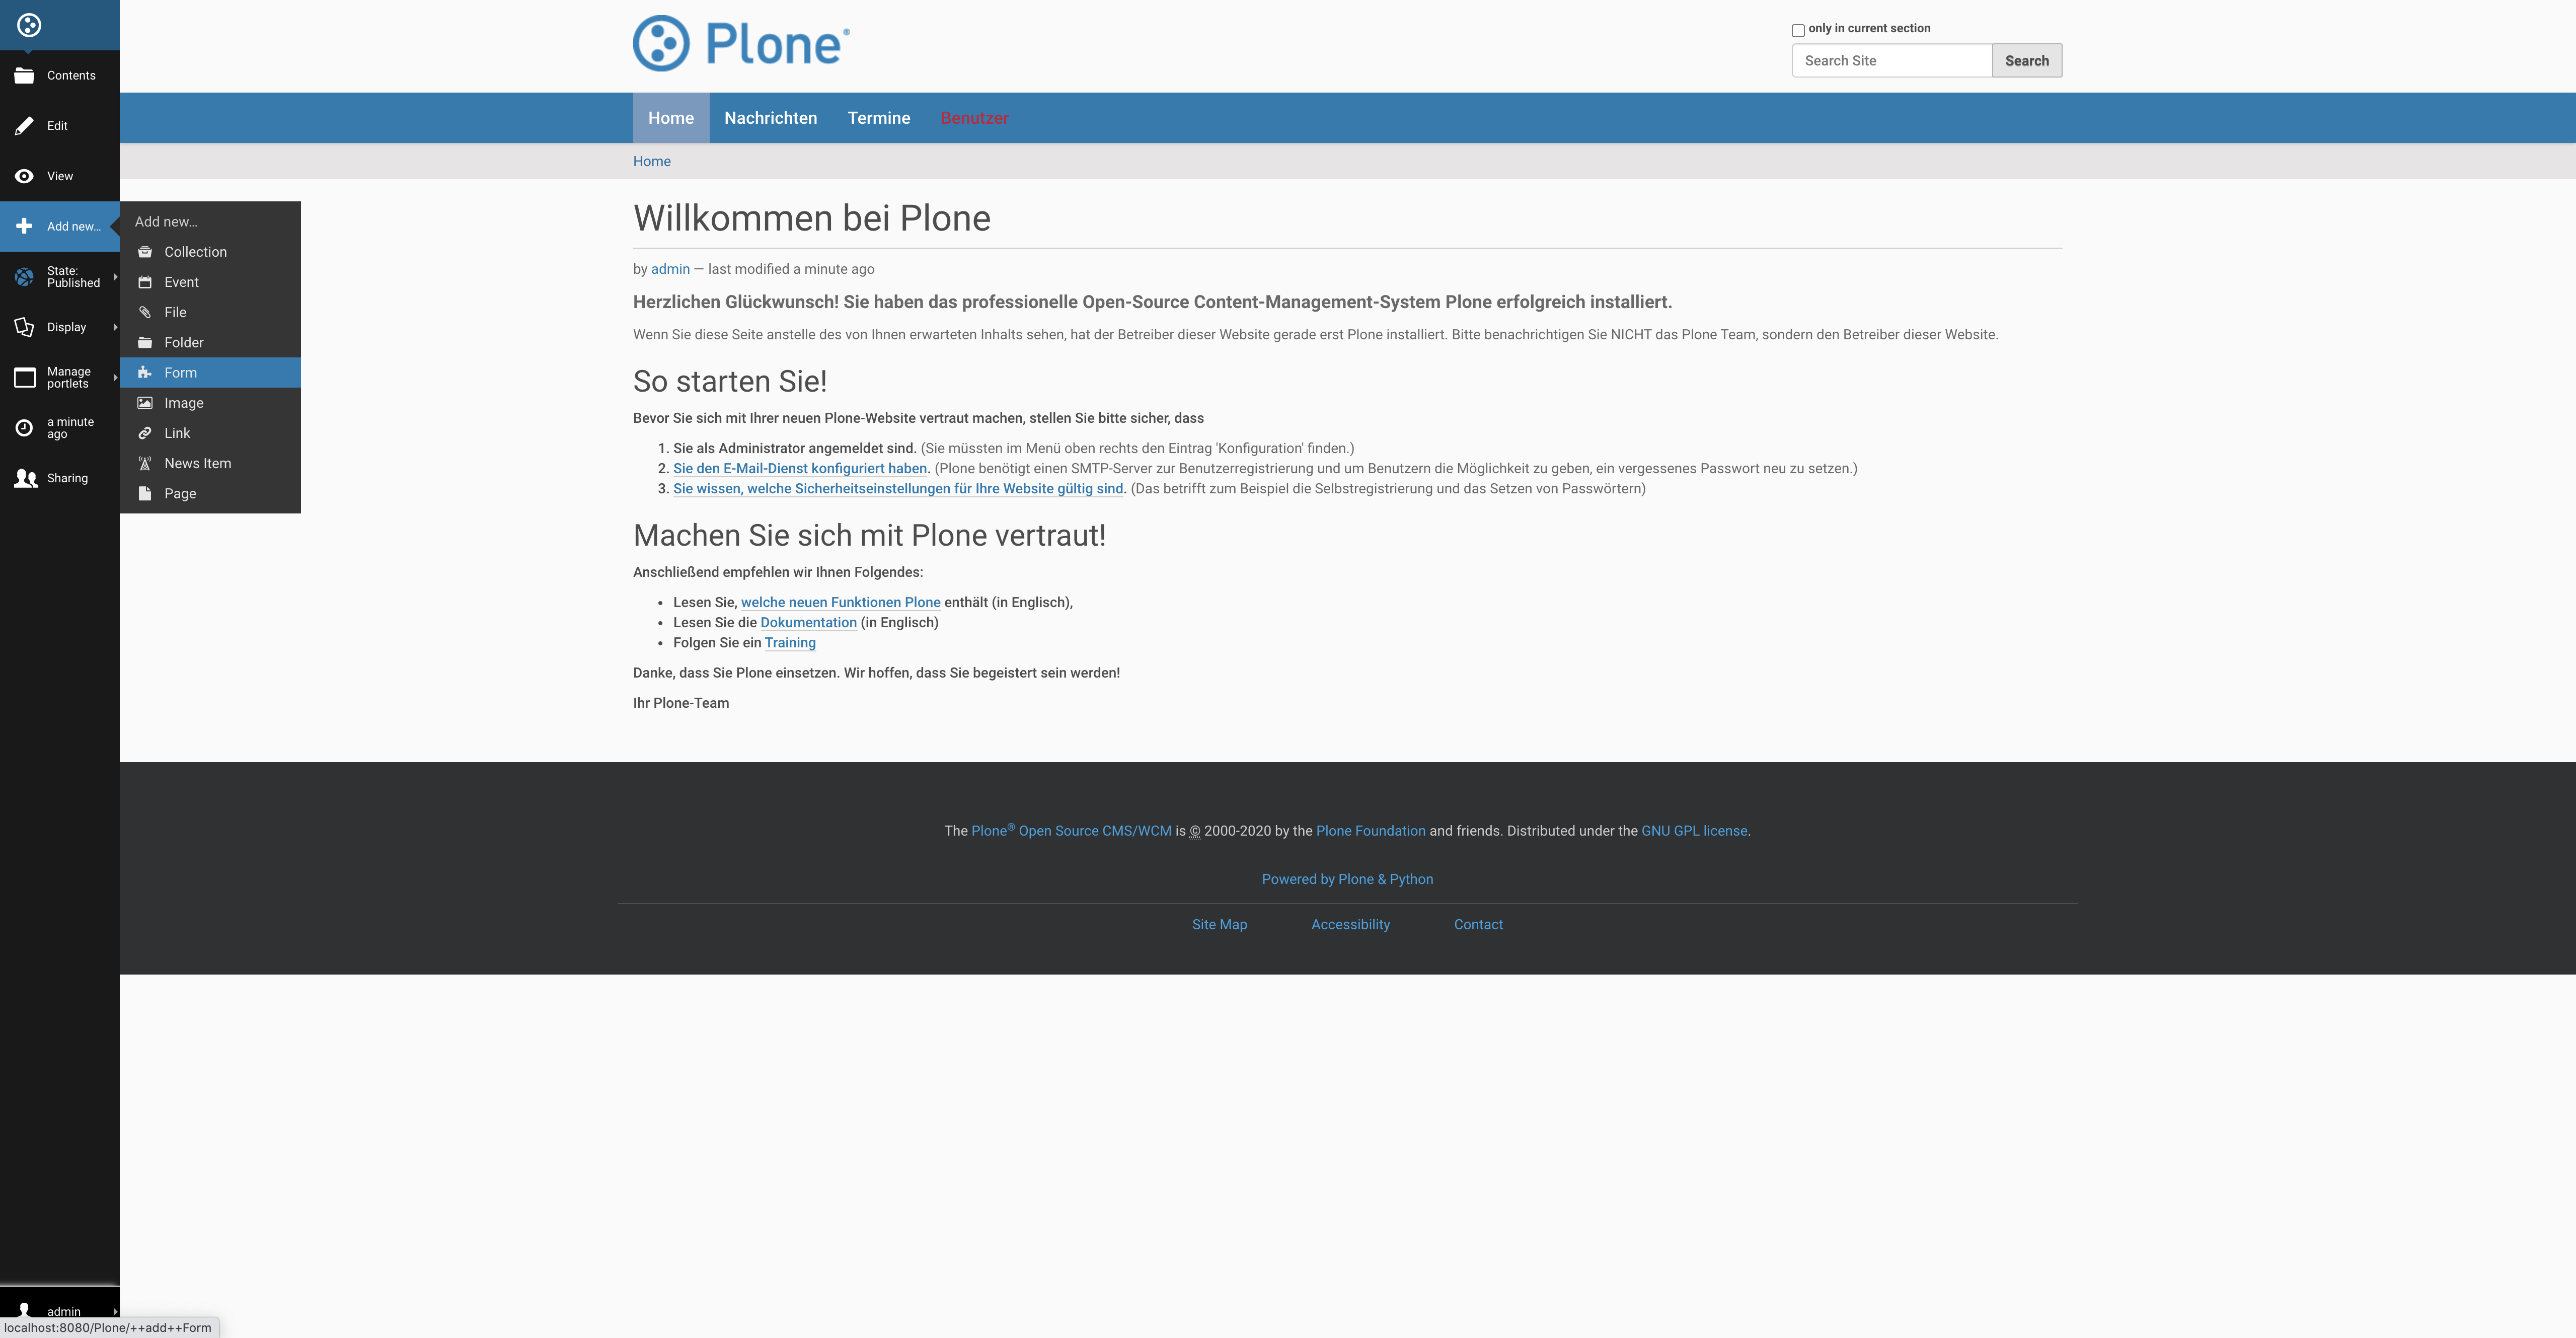 Contents
Edit
View
Add new...
State:
Published
Display
Manage
portlets
a minute
ago
Sharing
admin
Add new...
Collection
Event
File
Folder
Form
Image
Link
News Item
Page
Plone®
only in current section
Search Site
Search
Home
Nachrichten
Termine
Benutzer
Home
Willkommen bei Plone
by admin — last modified a minute ago
Herzlichen Glückwunsch! Sie haben das professionelle Open-Source Content-Management-System Plone erfolgreich installiert.
Wenn Sie diese Seite anstelle des von Ihnen erwarteten Inhalts sehen, hat der Betreiber dieser Website gerade erst Plone installiert. Bitte benachrichtigen Sie NICHT das Plone Team, sondern den Betreiber dieser Website.
So starten Sie!
Bevor Sie sich mit Ihrer neuen Plone-Website vertraut machen, stellen Sie bitte sicher, dass
1. Sie als Administrator angemeldet sind. (Sie müssten im Menü oben rechts den Eintrag 'Konfiguration' finden.)
2. Sie den E-Mail-Dienst konfiguriert haben. (Plone benötigt einen SMTP-Server zur Benutzerregistrierung und um Benutzern die Möglichkeit zu geben, ein vergessenes Passwort neu zu setzen.)
3. Sie wissen, welche Sicherheitseinstellungen für Ihre Website gültig sind. (Das betrifft zum Beispiel die Selbstregistrierung und das Setzen von Passwörtern)
Machen Sie sich mit Plone vertraut!
Anschließend empfehlen wir Ihnen Folgendes:
• Lesen Sie, welche neuen Funktionen Plone enthält (in Englisch),
• Lesen Sie die Dokumentation (in Englisch)
• Folgen Sie ein Training
Danke, dass Sie Plone einsetzen. Wir hoffen, dass Sie begeistert sein werden!
Ihr Plone-Team
The Plone® Open Source CMS/WCM is © 2000-2020 by the Plone Foundation and friends. Distributed under the GNU GPL license.
Powered by Plone & Python
Site Map
Accessibility
Contact
localhost:8080/Plone/++add++Form